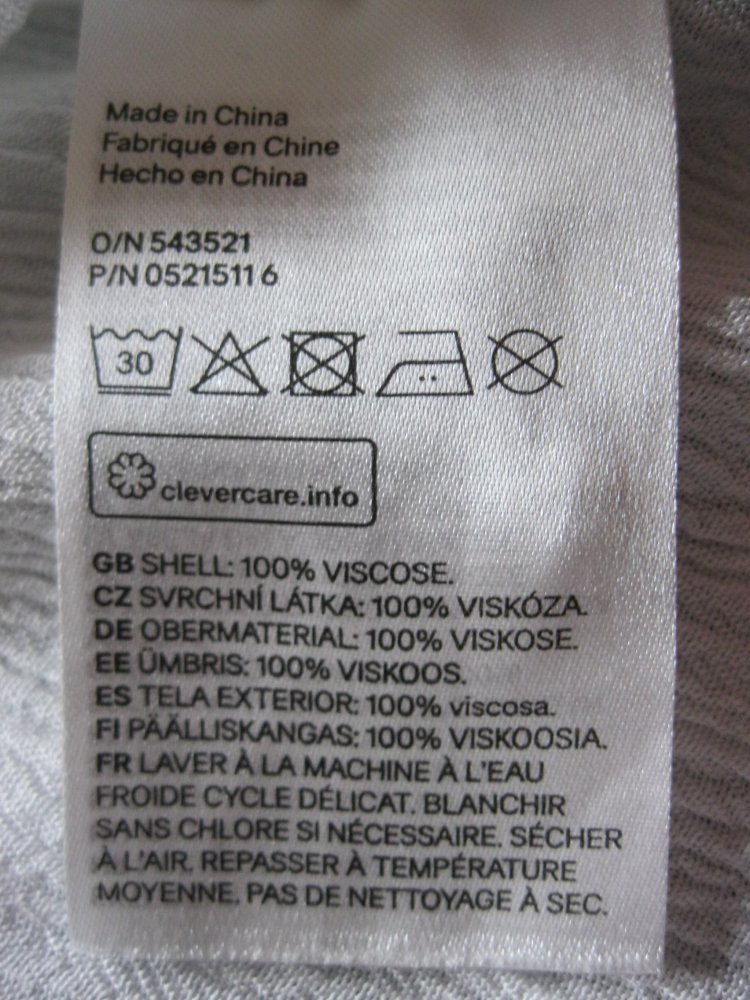 Made in China
Fabriqué en Chine
Hecho en China
O/N 543521
P/N 05215116
30
clevercare.info
GB SHELL: 100% VISCOSE.
CZ SVRCHNÍ LÁTKA: 100% VISKÓZA.
DE OBERMATERIAL: 100% VISKOSE.
EE ÜMBRIS: 100% VISKOOS.
ES TELA EXTERIOR: 100% viscosa.
FI PÄÄLLISKANGAS: 100% VISKOOSIA.
FR LAVER À LA MACHINE À L'EAU
FROIDE CYCLE DÉLICAT. BLANCHIR
SANS CHLORE SI NÉCESSAIRE. SÉCHER
À L'AIR. REPASSER À TEMPÉRATURE
MOYENNE. PAS DE NETTOYAGE À SEC.